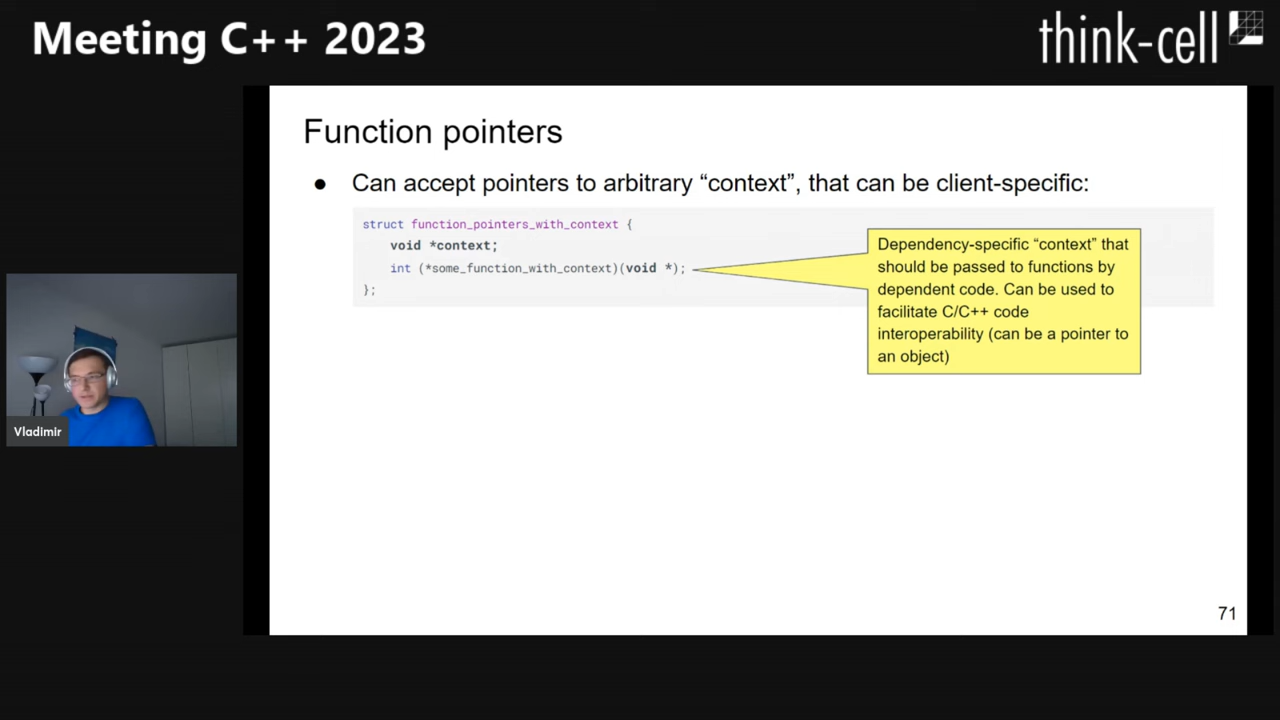 Meeting C++ 2023
think-cell
Function pointers
● Can accept pointers to arbitrary “context”, that can be client-specific:
struct function_pointers_with_context {
void *context;
int (*some_function_with_context)(void *);
};
Dependency-specific “context” that
should be passed to functions by
dependent code. Can be used to
facilitate C/C++ code
interoperability (can be a pointer to
an object)
Vladimir
71